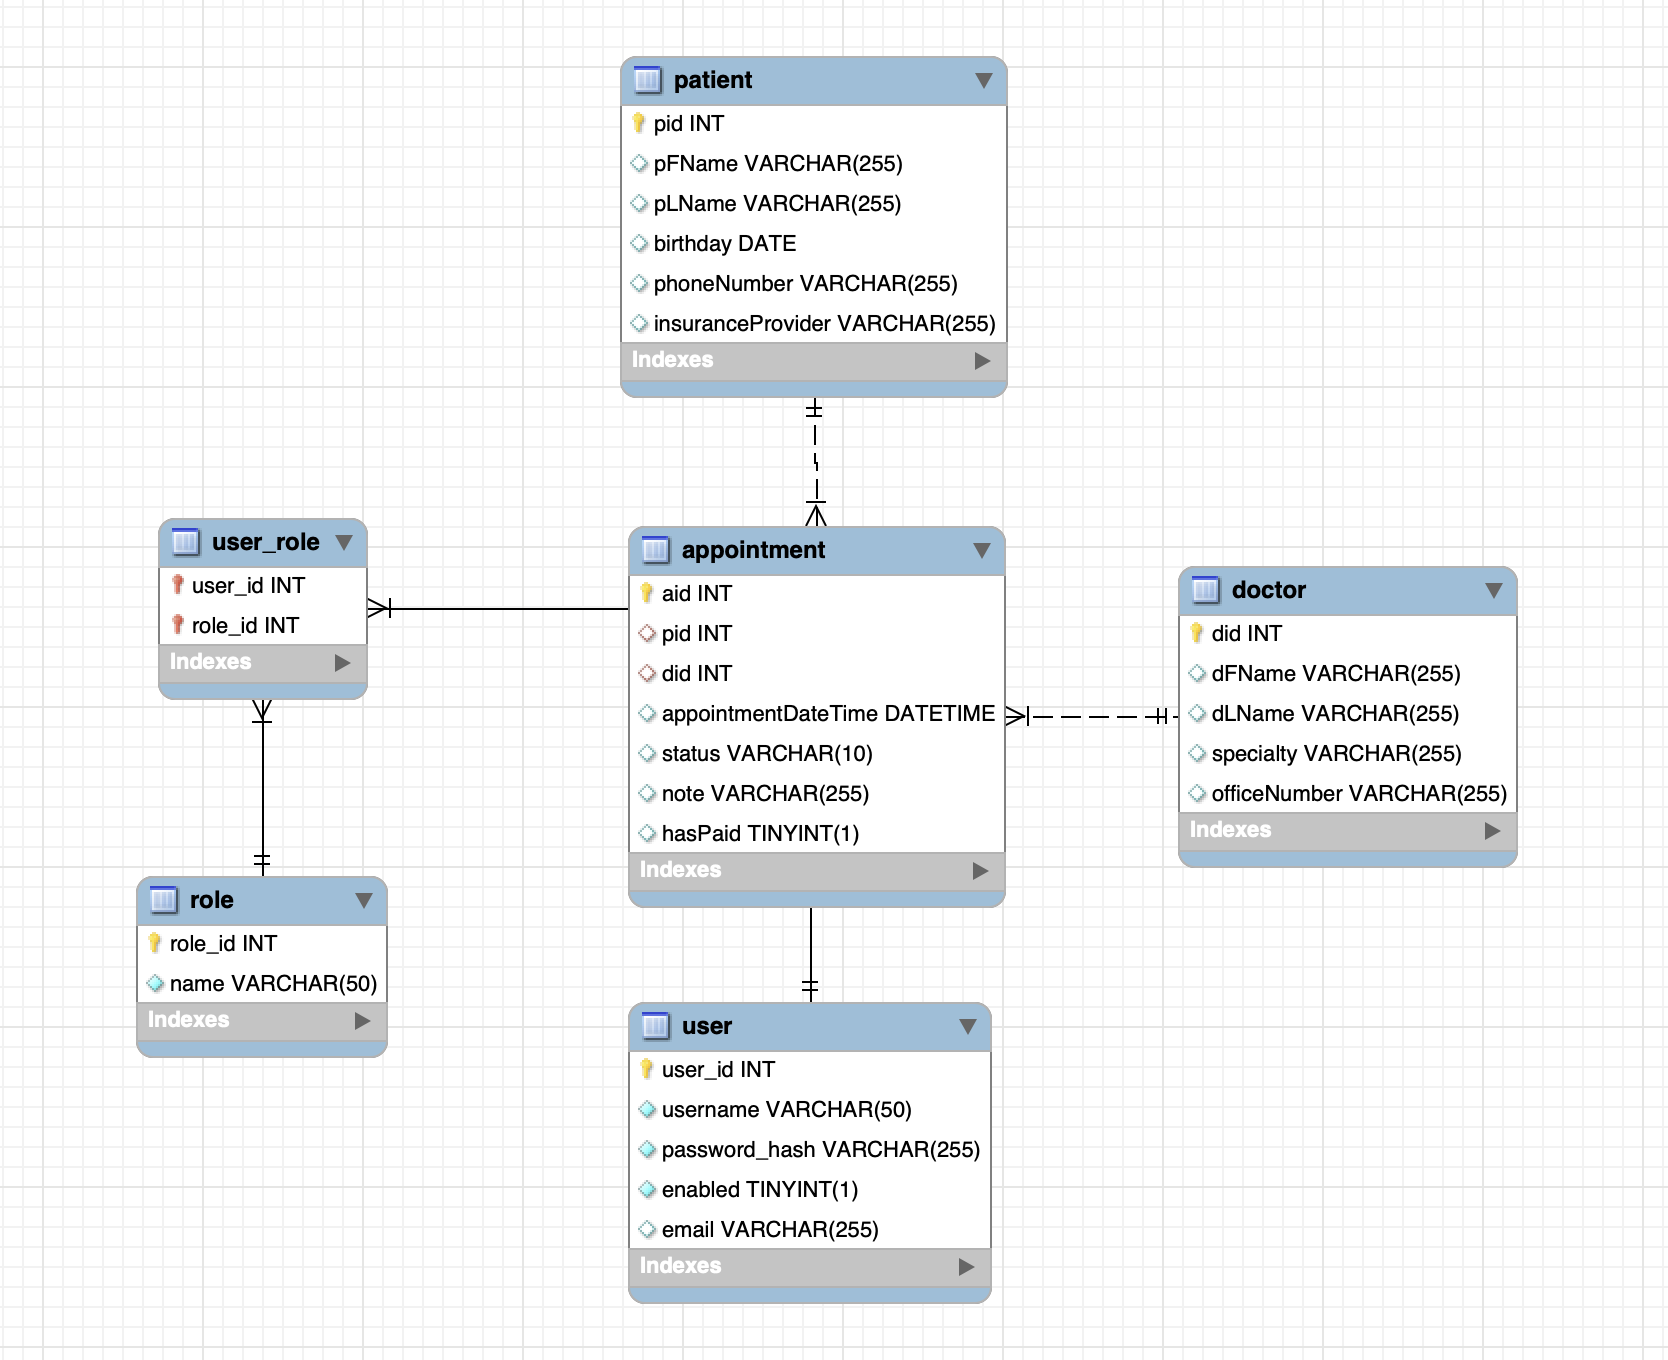 patient
pid INT
pFName VARCHAR(255)
pLName VARCHAR(255)
birthday DATE
phoneNumber VARCHAR(255)
insuranceProvider VARCHAR(255)
Indexes
user_role
user_id INT
role_id INT
Indexes
appointment
aid INT
pid INT
did INT
appointmentDateTime DATETIME
status VARCHAR(10)
note VARCHAR(255)
hasPaid TINYINT(1)
Indexes
doctor
did INT
dFName VARCHAR(255)
dLName VARCHAR(255)
specialty VARCHAR(255)
officeNumber VARCHAR(255)
Indexes
role
role_id INT
name VARCHAR(50)
Indexes
user
user_id INT
username VARCHAR(50)
password_hash VARCHAR(255)
enabled TINYINT(1)
email VARCHAR(255)
Indexes